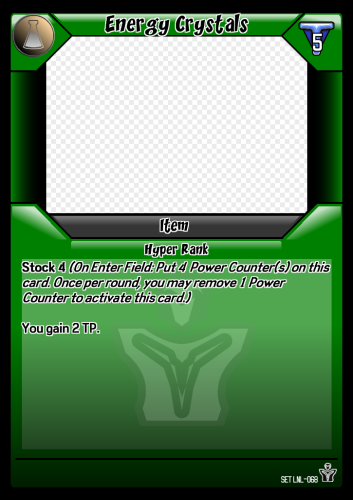 Energy Crystals
5
Item
Hyper Rank
Stock 4 (On Enter Field: Put 4 Power Counter(s) on this
card. Once per round, you may remove 1 Power
Counter to activate this card.)
You gain 2 TP.
SET LNL-068